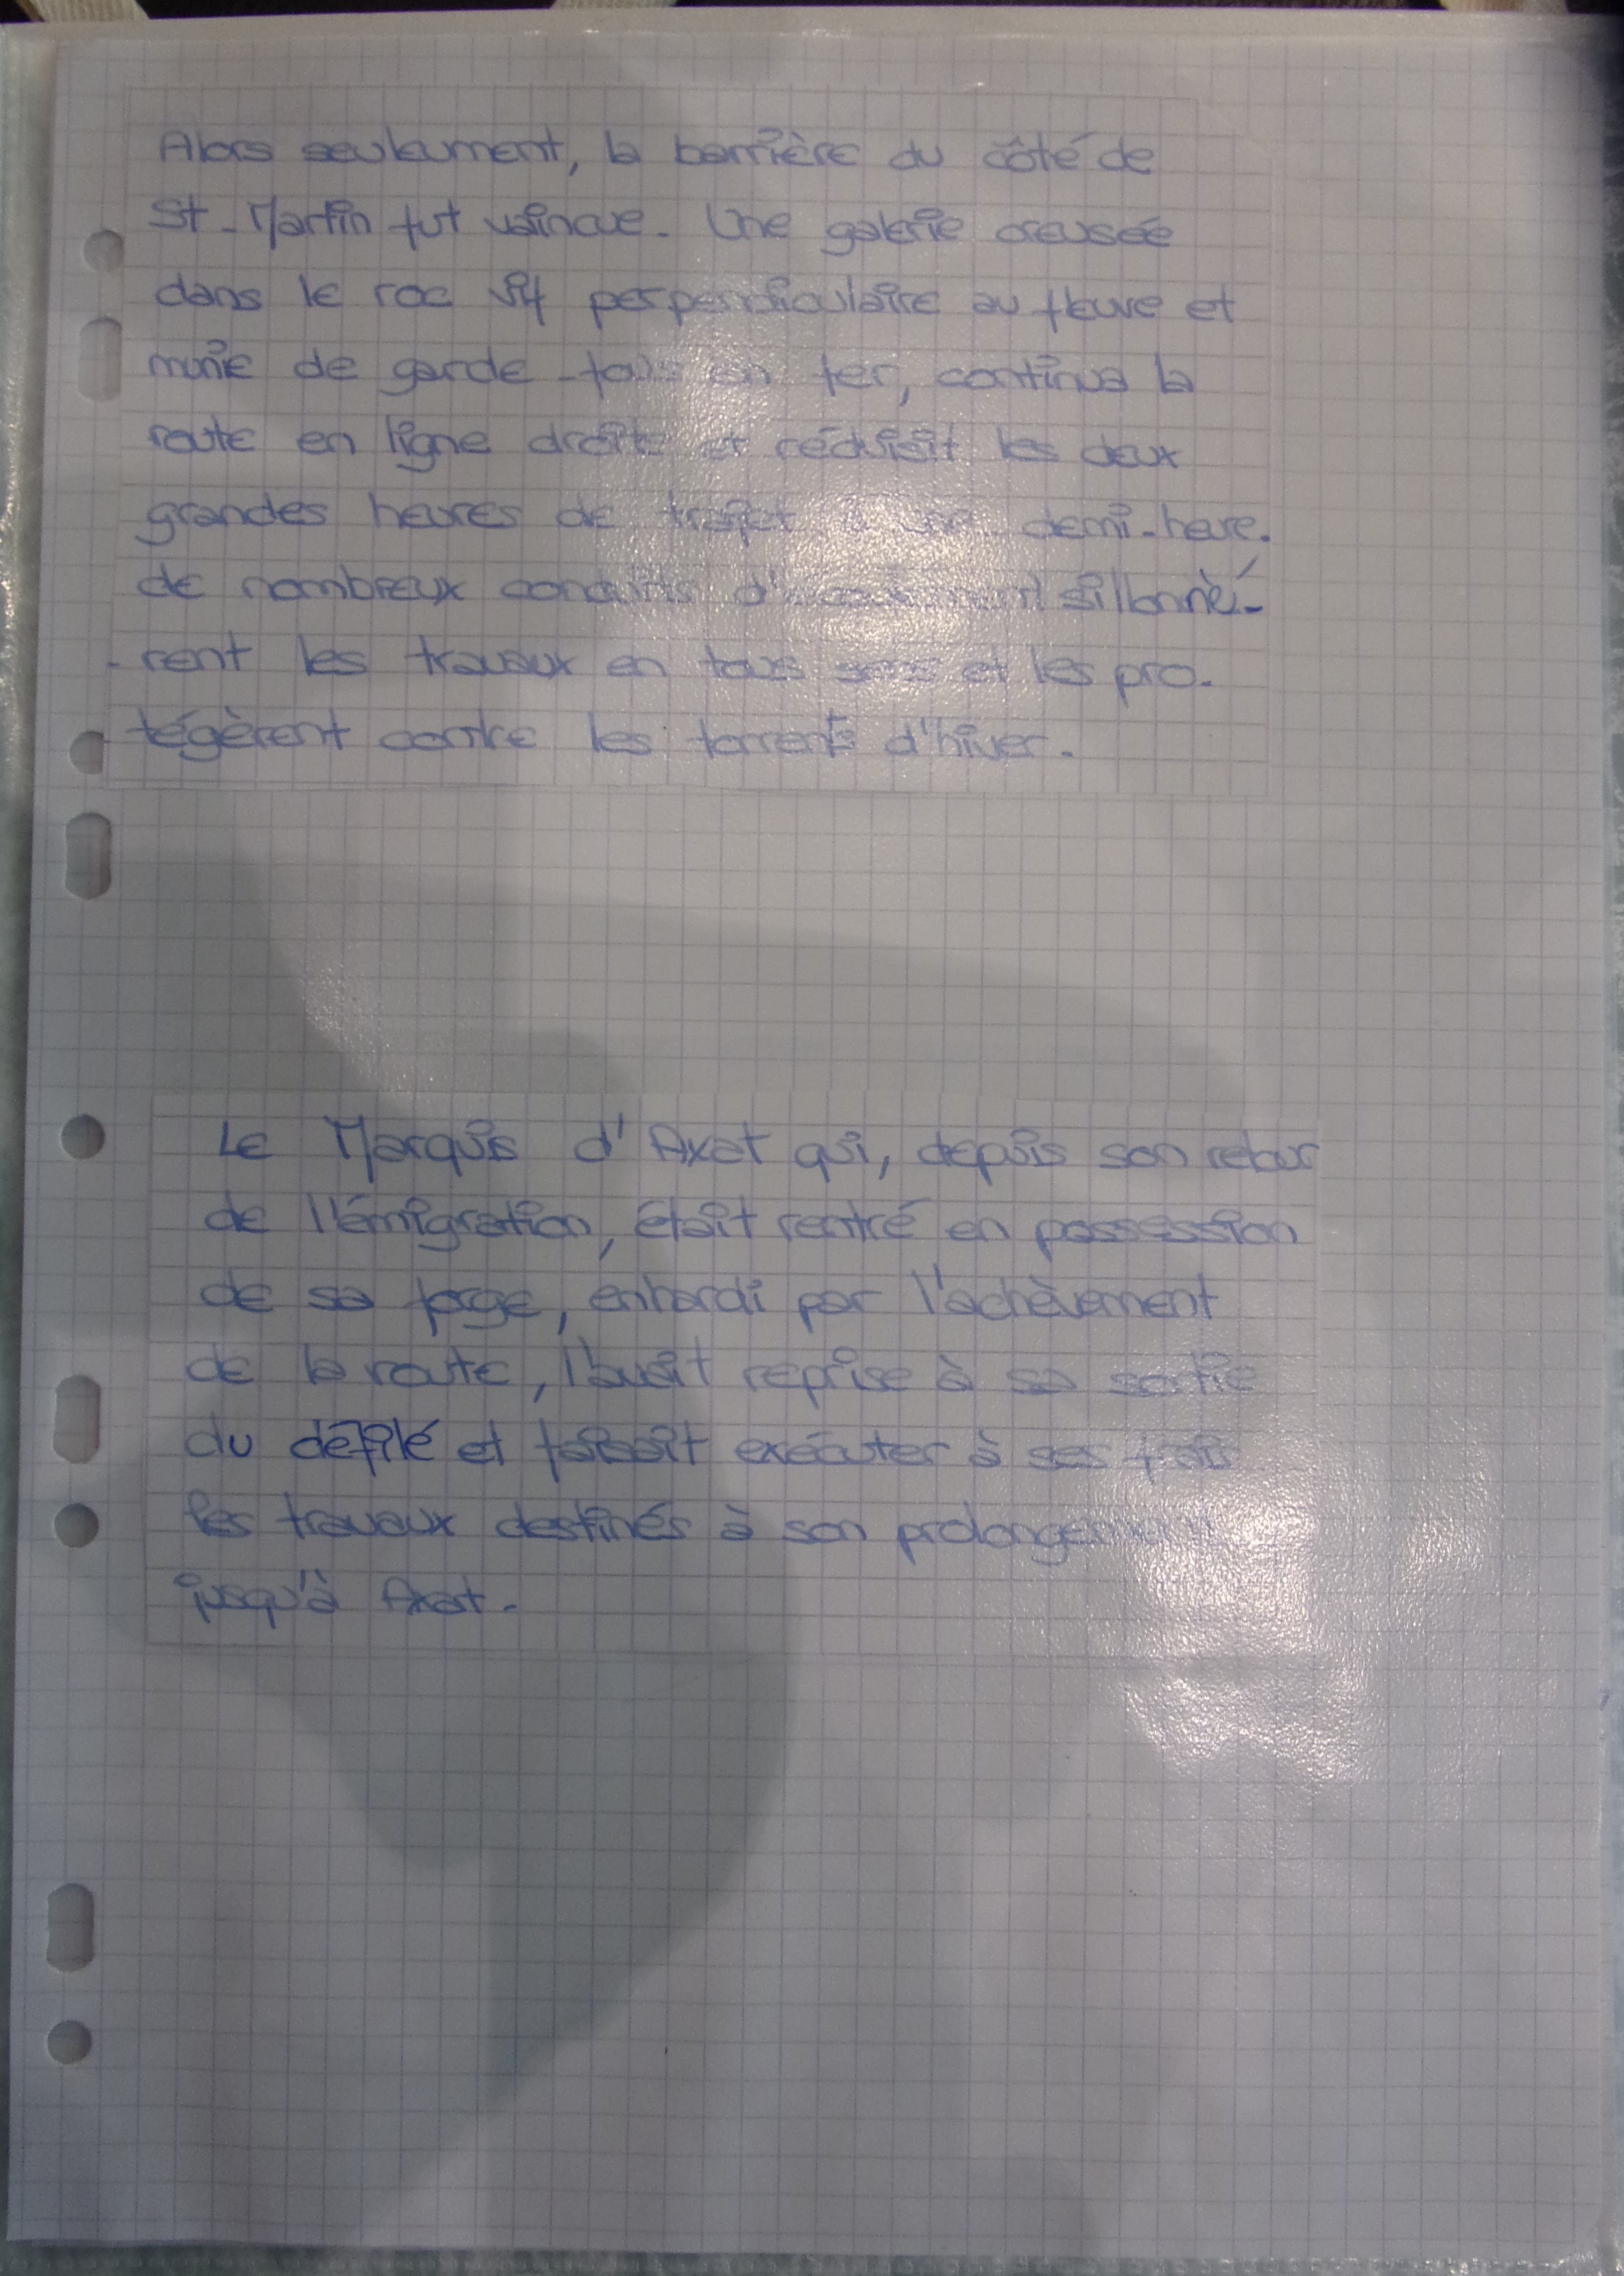 Alors seulement, la barrière du côté de
St-Martin fut vaincue. Une galerie creusée
dans le roc vif perpendiculaire au fleuve et
munie de garde-fous en fer, continua la
route en ligne droite et réduisit les deux
grandes heures de trajet à une demi-heure.
de nombreux conduits sillonnè-
-rent les travaux en tous sens et les pro-
tégèrent contre les torrents d'hiver.
Le Marquis d'Axat qui, depuis son retour
de l'émigration, était rentré en possession
de sa forge, enhardi par l'achèvement
de la route, l'avait reprise à sa sortie
du défilé et faisait exécuter à ses frais
les travaux destinés à son prolongement
jusqu'à Axat.